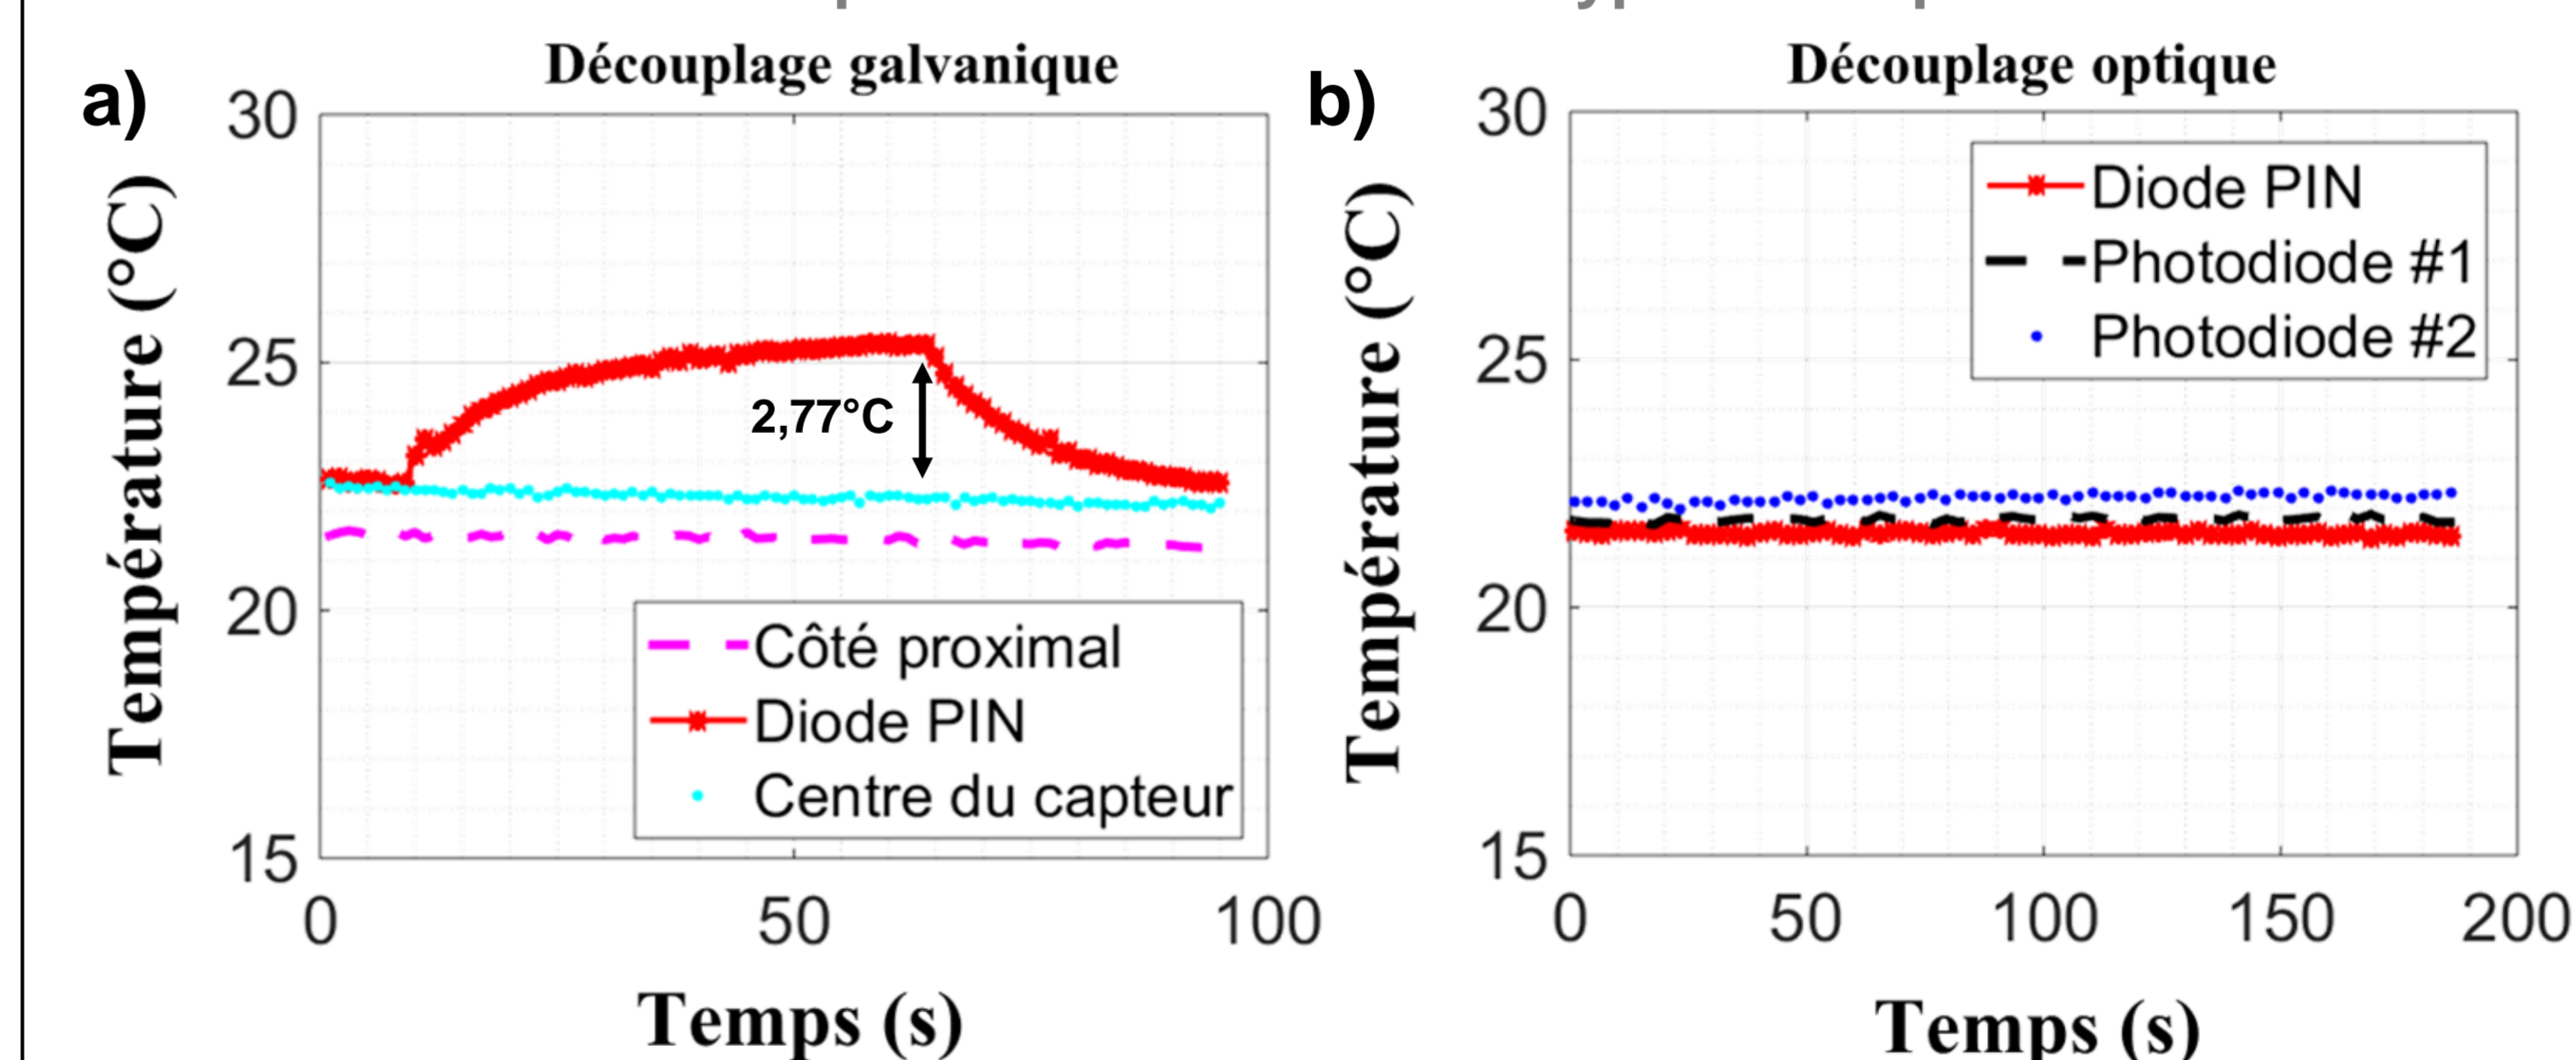 a)
Découplage galvanique
Température (°C)
30
25
20
15
2,77°C
Côté proximal
Diode PIN
Centre du capteur
0 50 100
Temps (s)
b)
Découplage optique
Température (°C)
30
25
20
15
Diode PIN
Photodiode #1
Photodiode #2
0 50 100 150 200
Temps (s)